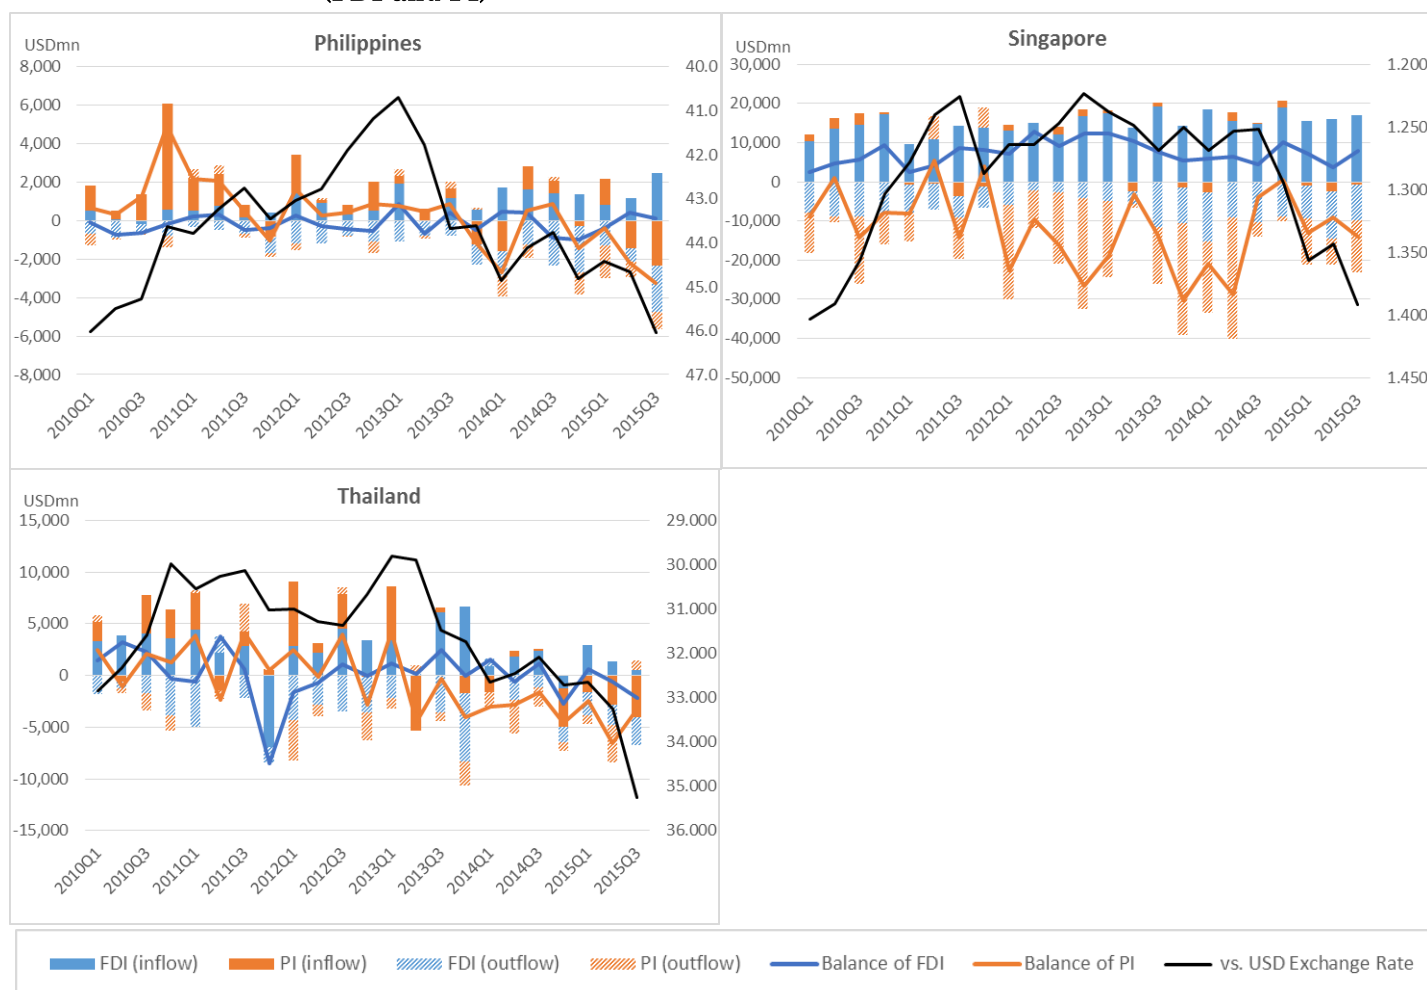 (FDI and PI)
Philippines
USDmn
8,000
6,000
4,000
2,000
0
-2,000
-4,000
-6,000
-8,000
40.0
41.0
42.0
43.0
44.0
45.0
46.0
47.0
2010Q1
2010Q3
2011Q1
2011Q3
2012Q1
2012Q3
2013Q1
2013Q3
2014Q1
2014Q3
2015Q1
2015Q3
Singapore
USDmn
30,000
20,000
10,000
0
-10,000
-20,000
-30,000
-40,000
-50,000
1.200
1.250
1.300
1.350
1.400
1.450
2010Q1
2010Q3
2011Q1
2011Q3
2012Q1
2012Q3
2013Q1
2013Q3
2014Q1
2014Q3
2015Q1
2015Q3
Thailand
USDmn
15,000
10,000
5,000
0
-5,000
-10,000
-15,000
29.000
30.000
31.000
32.000
33.000
34.000
35.000
36.000
2010Q1
2010Q3
2011Q1
2011Q3
2012Q1
2012Q3
2013Q1
2013Q3
2014Q1
2014Q3
2015Q1
2015Q3
FDI (inflow) PI (inflow) FDI (outflow) PI (outflow) Balance of FDI Balance of PI vs. USD Exchange Rate